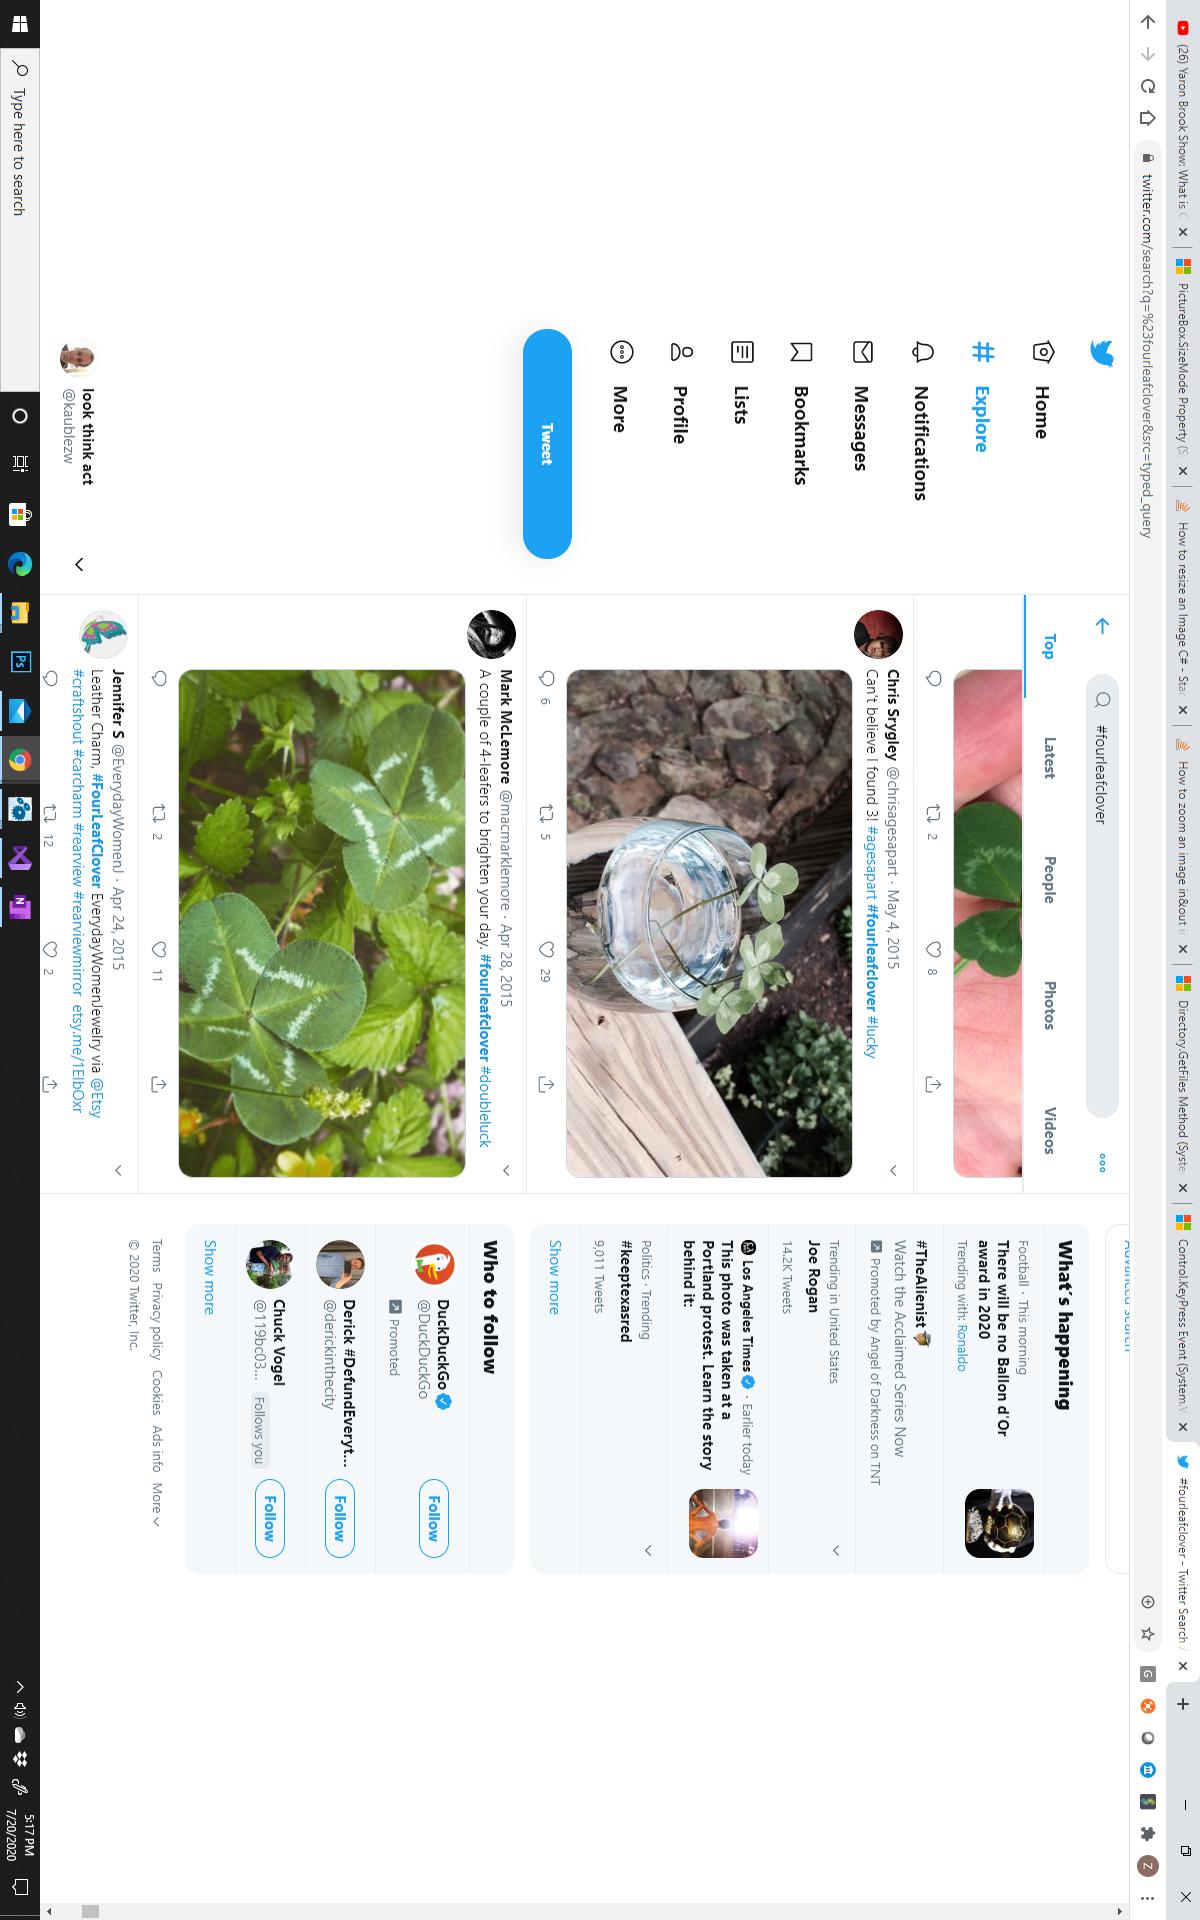 (26) Yaron Brook Show: What is
PictureBox.SizeMode Property (S
How to resize an Image C# - Stac
How to zoom an image in&out i
Directory.GetFiles Method (Syste
Control.KeyPress Event (System.
#fourleafclover - Twitter Search /
twitter.com/search?q=%23fourleafclover&src=typed_query
G
Z
Home
Explore
Notifications
Messages
Bookmarks
Lists
Profile
More
Tweet
look think act
@kaublezw
#fourleafclover
Top Latest People Photos Videos
2 8
Chris Srygley @chrisagesapart · May 4, 2015
Can't believe I found 3! #agesapart #fourleafclover #lucky
6 5 29
Mark McLemore @macmarklemore · Apr 28, 2015
A couple of 4-leafers to brighten your day. #fourleafclover #doubleluck
2 11
Jennifer S @EverydayWomenJ · Apr 24, 2015
Leather Charm, #FourLeafClover EverydayWomenJewelry via @Etsy
#craftshout #carcharm #rearview #rearviewmirror etsy.me/1ElbOxr
12 2
Advanced search
What's happening
Football · This morning
There will be no Ballon d'Or
award in 2020
Trending with: Ronaldo
#TheAlienist
Watch the Acclaimed Series Now
Promoted by Angel of Darkness on TNT
Trending in United States
Joe Rogan
14.2K Tweets
Los Angeles Times · Earlier today
This photo was taken at a
Portland protest. Learn the story
behind it:
Politics · Trending
#keeptexasred
9,011 Tweets
Show more
Who to follow
DuckDuckGo
@DuckDuckGo
Follow
Promoted
Derick #DefundEveryt...
@derickinthecity
Follow
Chuck Vogel
@119bc03... Follows you
Follow
Show more
Terms Privacy policy Cookies Ads info More
© 2020 Twitter, Inc.
Type here to search
Ps
N
5:17 PM
7/20/2020